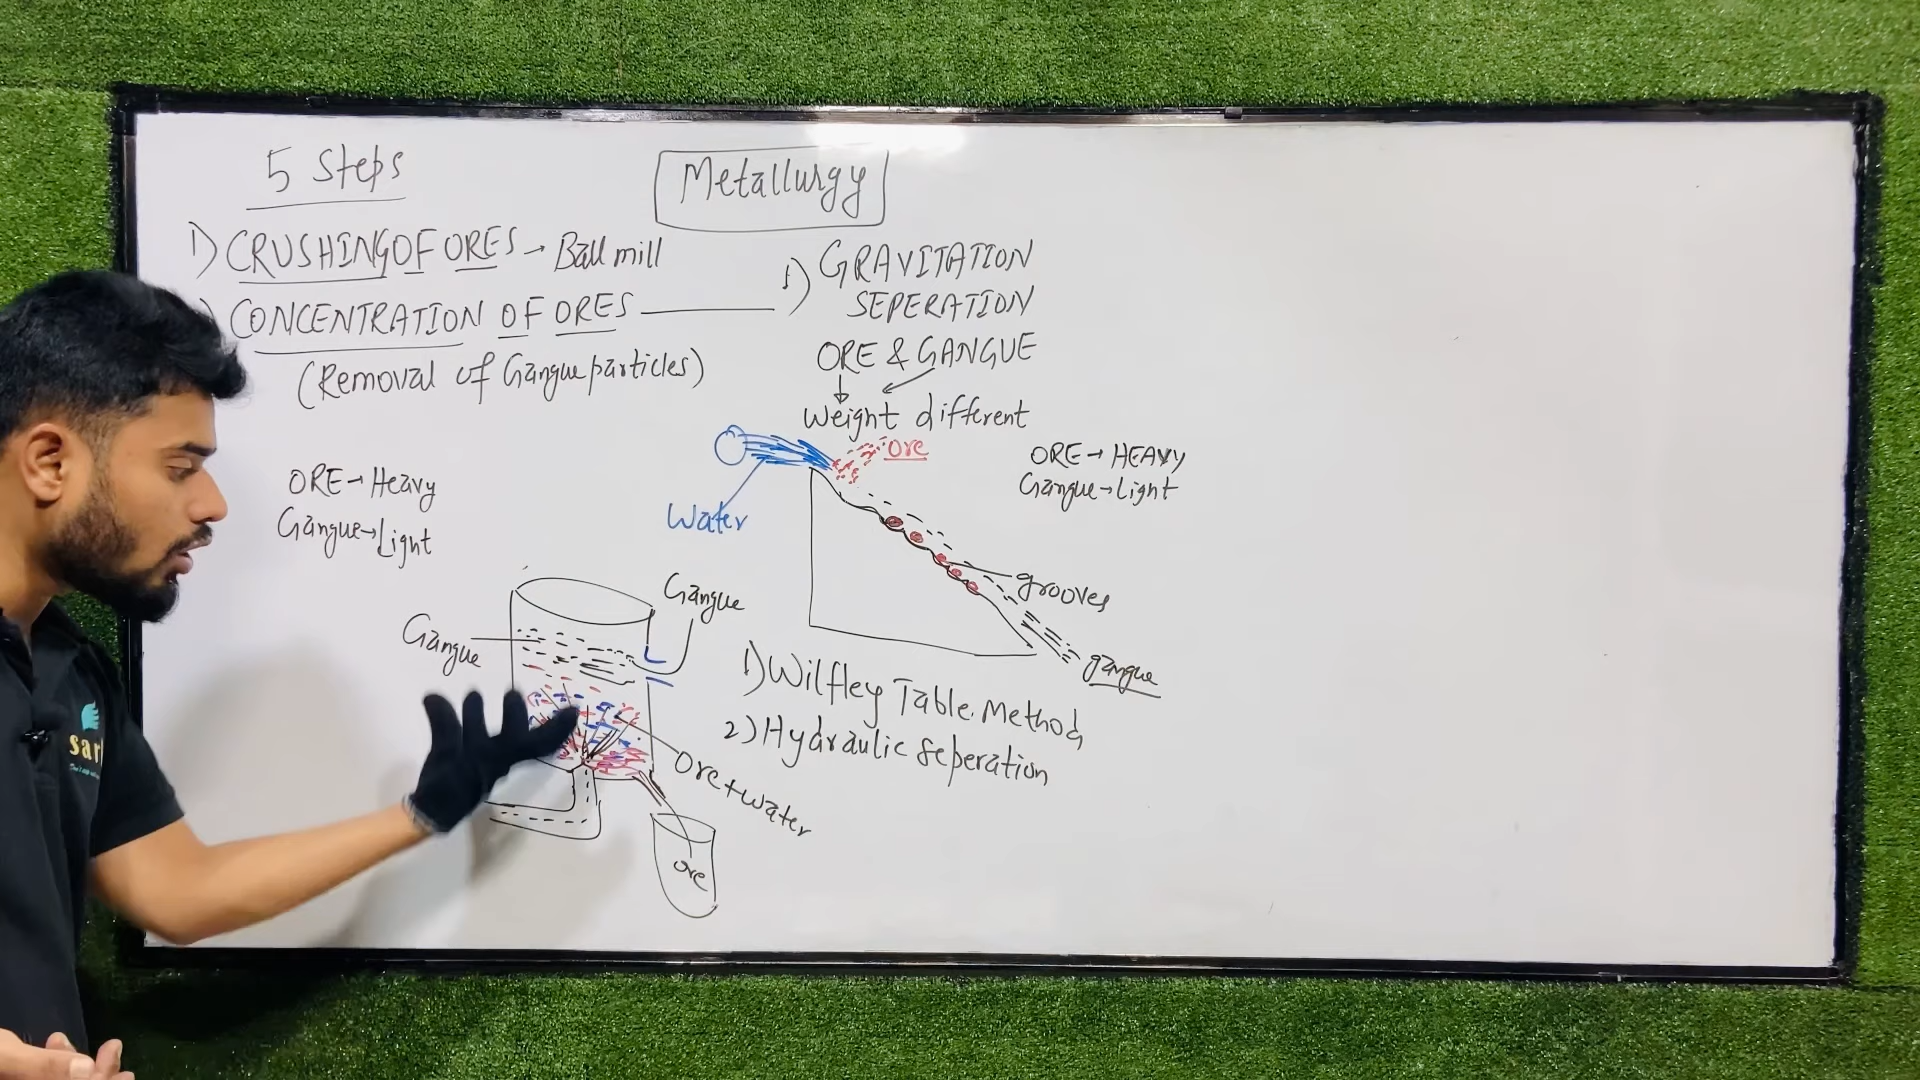 5 Steps
Metallurgy
1) CRUSHING OF ORES → Ball mill
) CONCENTRATION OF ORES
(Removal of Gangue particles)
1) GRAVITATION
SEPERATION
ORE & GANGUE
Weight different
Ore
Water
ORE → HEAVY
Gangue → Light
grooves
gangue
ORE → Heavy
Gangue → Light
Gangue
Gangue
Ore + water
ore
1) Wilfley Table Method
2) Hydraulic Seperation
sar